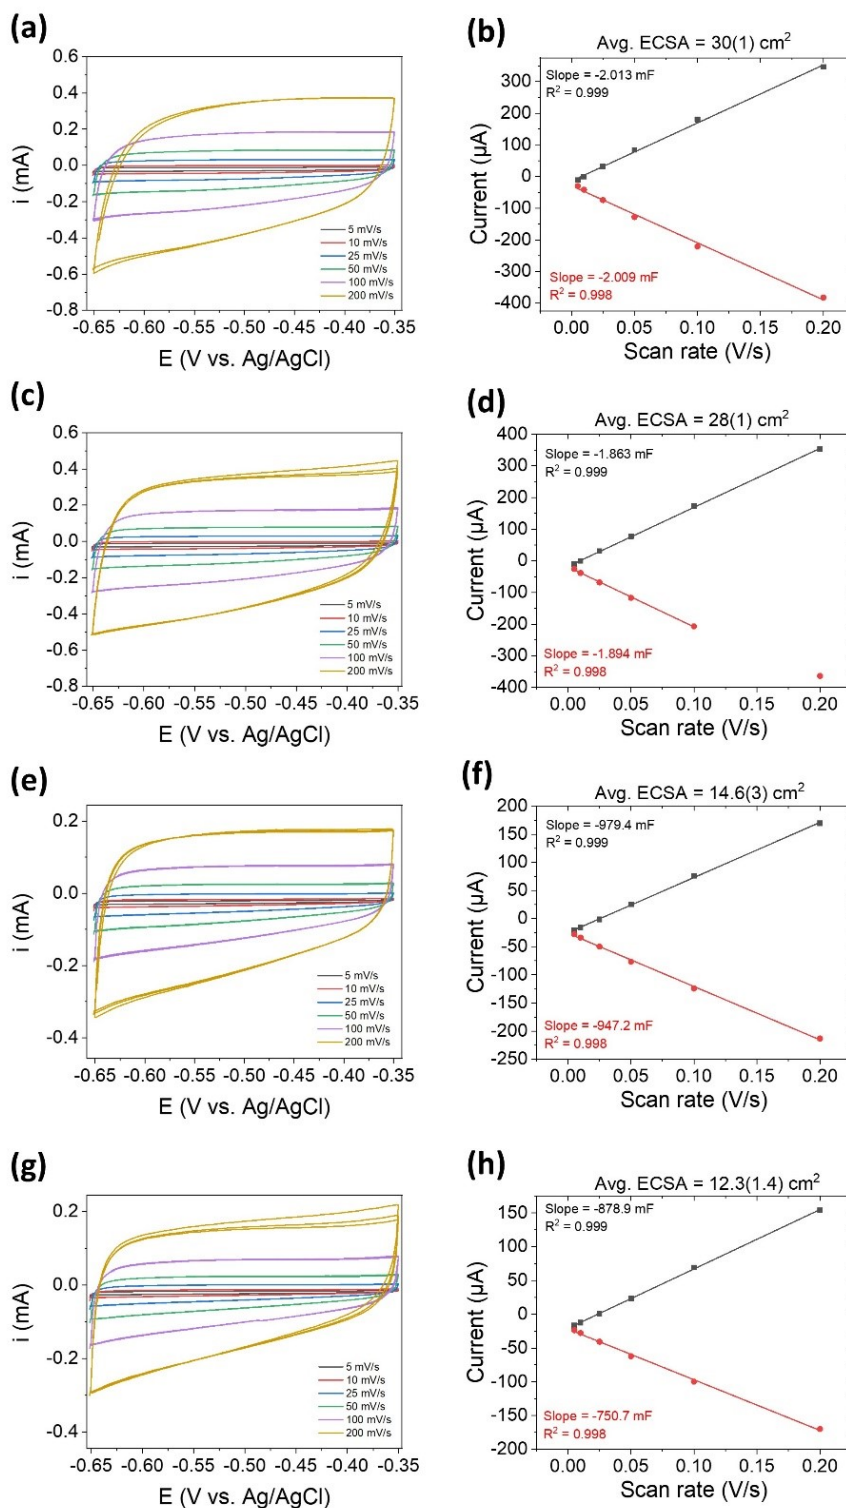 (a)
0.6
0.4
0.2
0.0
-0.2
-0.4
-0.6
-0.8
i (mA)
5 mV/s
10 mV/s
25 mV/s
50 mV/s
100 mV/s
200 mV/s
-0.65 -0.60 -0.55 -0.50 -0.45 -0.40 -0.35
E (V vs. Ag/AgCl)
(b)
Avg. ECSA = 30(1) cm²
Slope = -2.013 mF
R² = 0.999
300
200
100
0
-100
-200
-300
-400
Current (µA)
Slope = -2.009 mF
R² = 0.998
0.00 0.05 0.10 0.15 0.20
Scan rate (V/s)
(c)
0.6
0.4
0.2
0.0
-0.2
-0.4
-0.6
-0.8
i (mA)
5 mV/s
10 mV/s
25 mV/s
50 mV/s
100 mV/s
200 mV/s
-0.65 -0.60 -0.55 -0.50 -0.45 -0.40 -0.35
E (V vs. Ag/AgCl)
(d)
Avg. ECSA = 28(1) cm²
Slope = -1.863 mF
R² = 0.999
400
300
200
100
0
-100
-200
-300
-400
Current (µA)
Slope = -1.894 mF
R² = 0.998
0.00 0.05 0.10 0.15 0.20
Scan rate (V/s)
(e)
0.2
0.0
-0.2
-0.4
i (mA)
5 mV/s
10 mV/s
25 mV/s
50 mV/s
100 mV/s
200 mV/s
-0.65 -0.60 -0.55 -0.50 -0.45 -0.40 -0.35
E (V vs. Ag/AgCl)
(f)
Avg. ECSA = 14.6(3) cm²
Slope = -979.4 mF
R² = 0.999
200
150
100
50
0
-50
-100
-150
-200
-250
Current (µA)
Slope = -947.2 mF
R² = 0.998
0.00 0.05 0.10 0.15 0.20
Scan rate (V/s)
(g)
0.2
0.0
-0.2
-0.4
i (mA)
5 mV/s
10 mV/s
25 mV/s
50 mV/s
100 mV/s
200 mV/s
-0.65 -0.60 -0.55 -0.50 -0.45 -0.40 -0.35
E (V vs. Ag/AgCl)
(h)
Avg. ECSA = 12.3(1.4) cm²
Slope = -878.9 mF
R² = 0.999
150
100
50
0
-50
-100
-150
-200
Current (µA)
Slope = -750.7 mF
R² = 0.998
0.00 0.05 0.10 0.15 0.20
Scan rate (V/s)